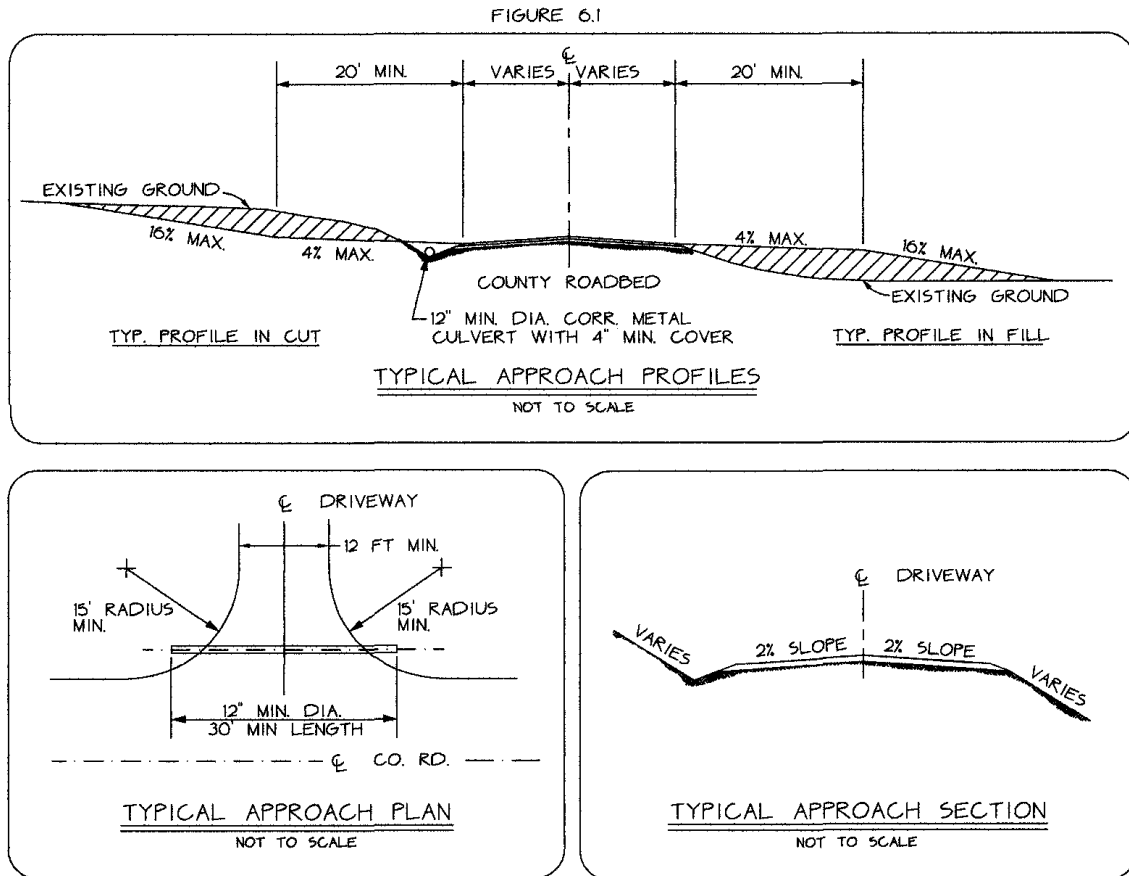 FIGURE 6.1
℄
20' MIN.
VARIES
VARIES
20' MIN.
EXISTING GROUND
16% MAX.
4% MAX.
4% MAX.
16% MAX.
COUNTY ROADBED
EXISTING GROUND
12" MIN. DIA. CORR. METAL
CULVERT WITH 4" MIN. COVER
TYP. PROFILE IN CUT
TYP. PROFILE IN FILL
TYPICAL APPROACH PROFILES
NOT TO SCALE
℄ DRIVEWAY
12 FT MIN.
15' RADIUS
MIN.
15' RADIUS
MIN.
12" MIN. DIA.
30' MIN LENGTH
℄ CO. RD.
TYPICAL APPROACH PLAN
NOT TO SCALE
℄ DRIVEWAY
VARIES
2% SLOPE
2% SLOPE
VARIES
TYPICAL APPROACH SECTION
NOT TO SCALE